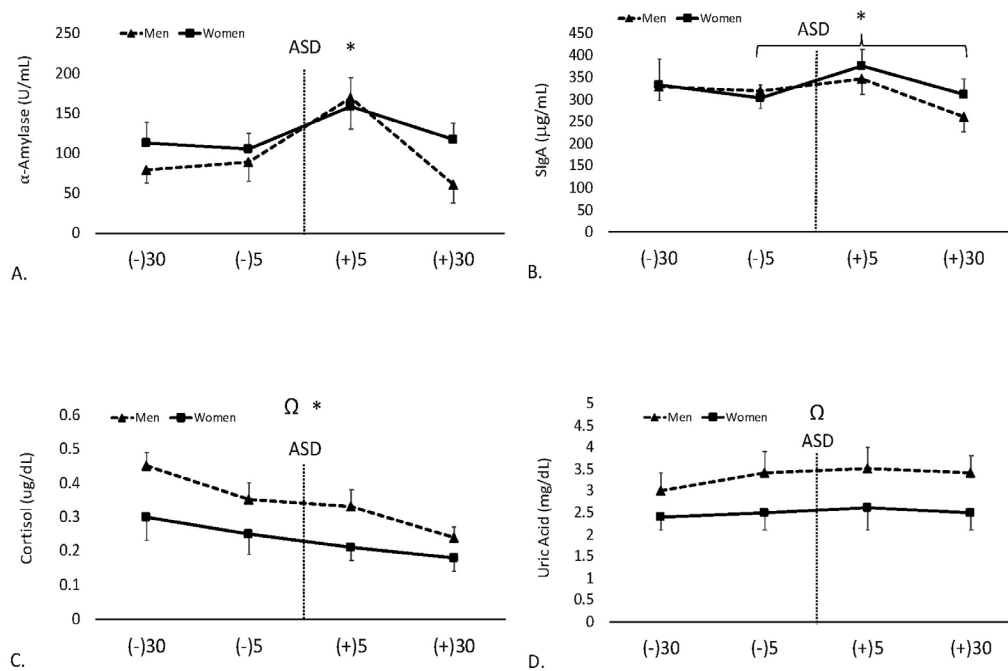 250
200
150
100
50
0
α-Amylase (U/mL)
Men Women
ASD *
(-)30 (-)5 (+)5 (+)30
A.
450
400
350
300
250
200
150
100
50
0
SIgA (µg/mL)
Men Women
ASD *
(-)30 (-)5 (+)5 (+)30
B.
0.6
0.5
0.4
0.3
0.2
0.1
0
Cortisol (ug/dL)
Men Women
Ω *
ASD
(-)30 (-)5 (+)5 (+)30
C.
5
4.5
4
3.5
3
2.5
2
1.5
1
0.5
0
Uric Acid (mg/dL)
Men Women
Ω
ASD
(-)30 (-)5 (+)5 (+)30
D.